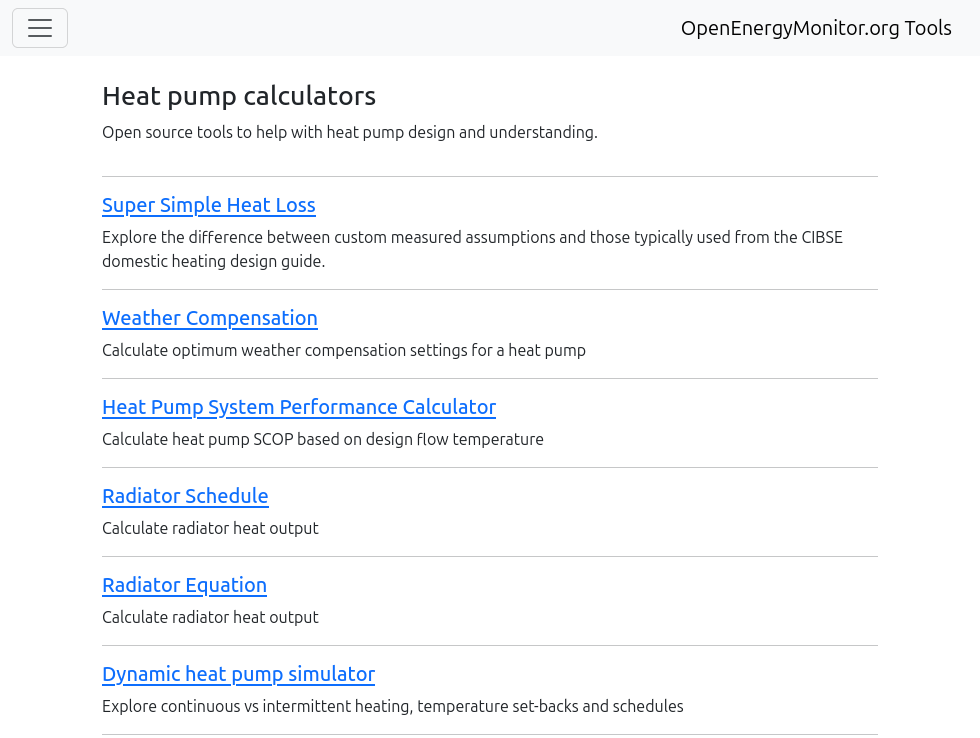 OpenEnergyMonitor.org Tools
Heat pump calculators
Open source tools to help with heat pump design and understanding.
Super Simple Heat Loss
Explore the difference between custom measured assumptions and those typically used from the CIBSE
domestic heating design guide.
Weather Compensation
Calculate optimum weather compensation settings for a heat pump
Heat Pump System Performance Calculator
Calculate heat pump SCOP based on design flow temperature
Radiator Schedule
Calculate radiator heat output
Radiator Equation
Calculate radiator heat output
Dynamic heat pump simulator
Explore continuous vs intermittent heating, temperature set-backs and schedules